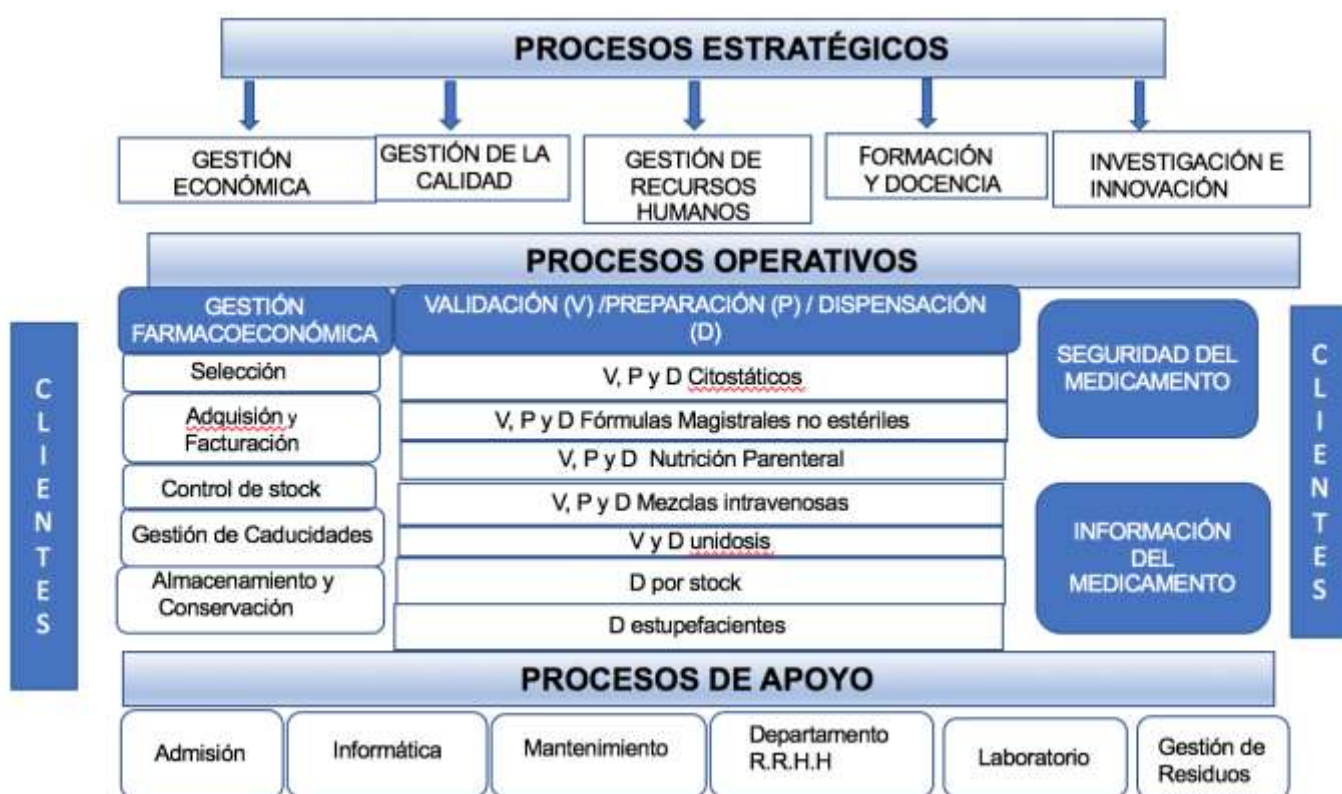 PROCESOS ESTRATÉGICOS
GESTIÓN
ECONÓMICA
GESTIÓN DE LA
CALIDAD
GESTIÓN DE
RECURSOS
HUMANOS
FORMACIÓN
Y DOCENCIA
INVESTIGACIÓN E
INNOVACIÓN
PROCESOS OPERATIVOS
CLIENTES
GESTIÓN
FARMACOECONÓMICA
Selección
Adquisión y
Facturación
Control de stock
Gestión de Caducidades
Almacenamiento y
Conservación
VALIDACIÓN (V) /PREPARACIÓN (P) / DISPENSACIÓN
(D)
V, P y D Citostáticos
V, P y D Fórmulas Magistrales no estériles
V, P y D Nutrición Parenteral
V, P y D Mezclas intravenosas
V y D unidosis
D por stock
D estupefacientes
SEGURIDAD DEL
MEDICAMENTO
INFORMACIÓN
DEL
MEDICAMENTO
CLIENTES
PROCESOS DE APOYO
Admisión
Informática
Mantenimiento
Departamento
R.R.H.H
Laboratorio
Gestión de
Residuos